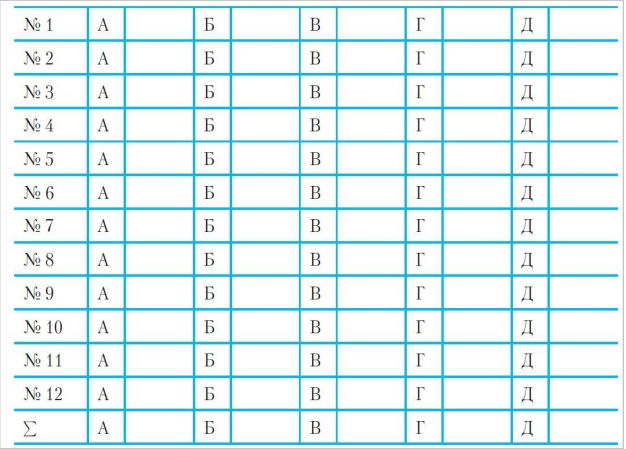 № 1 А Б В Г Д
№ 2 А Б В Г Д
№ 3 А Б В Г Д
№ 4 А Б В Г Д
№ 5 А Б В Г Д
№ 6 А Б В Г Д
№ 7 А Б В Г Д
№ 8 А Б В Г Д
№ 9 А Б В Г Д
№ 10 А Б В Г Д
№ 11 А Б В Г Д
№ 12 А Б В Г Д
∑ А Б В Г Д